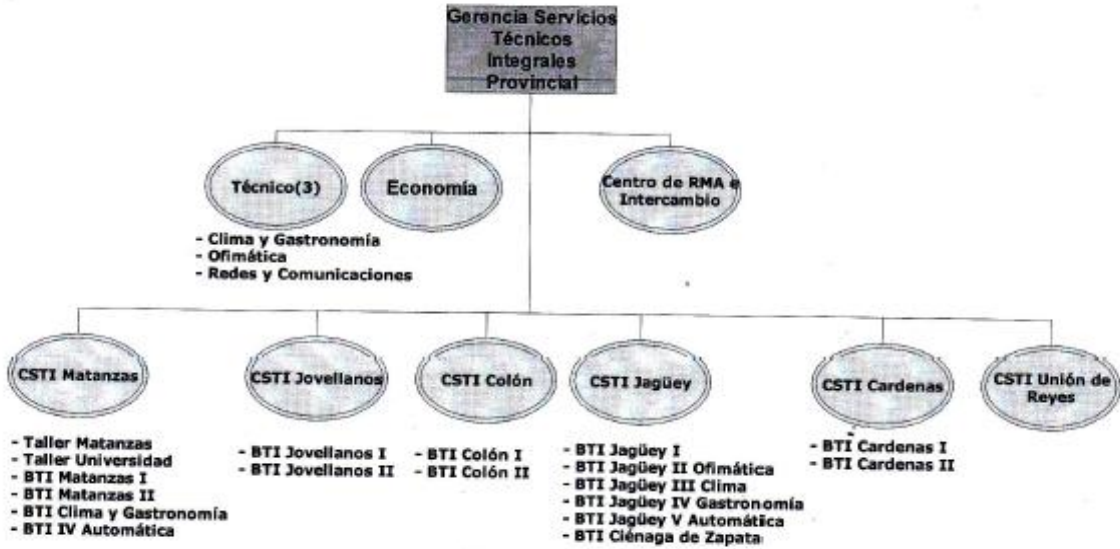 Gerencia Servicios
Técnicos
Integrales
Provincial
Técnico(3)
Economía
Centro de RMA e
Intercambio
- Clima y Gastronomía
- Ofimática
- Redes y Comunicaciones
CSTI Matanzas
CSTI Jovellanos
CSTI Colón
CSTI Jagüey
CSTI Cardenas
CSTI Unión de
Reyes
- Taller Matanzas
- Taller Universidad
- BTI Matanzas I
- BTI Matanzas II
- BTI Clima y Gastronomía
- BTI IV Automática
- BTI Jovellanos I
- BTI Jovellanos II
- BTI Colón I
- BTI Colón II
- BTI Jagüey I
- BTI Jagüey II Ofimática
- BTI Jagüey III Clima
- BTI Jagüey IV Gastronomía
- BTI Jagüey V Automática
- BTI Ciénaga de Zapata
- BTI Cardenas I
- BTI Cardenas II